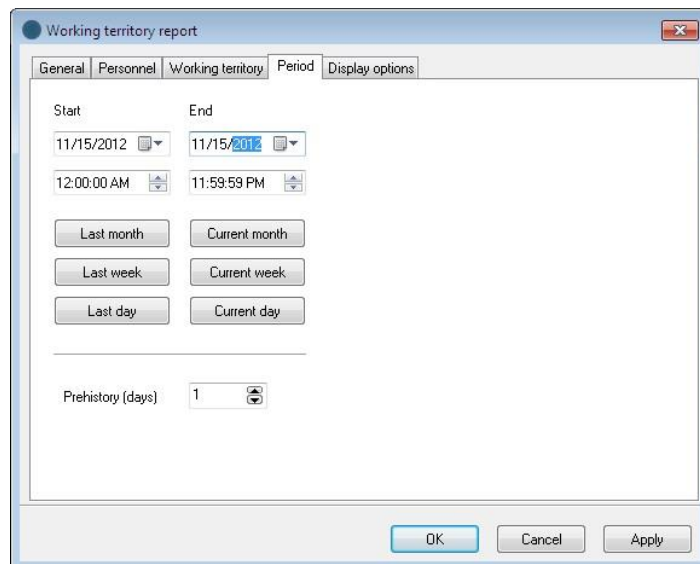 Working territory report
General Personnel Working territory Period Display options
Start End
11/15/2012 11/15/2012
12:00:00 AM 11:59:59 PM
Last month Current month
Last week Current week
Last day Current day
Prehistory (days) 1
OK Cancel Apply